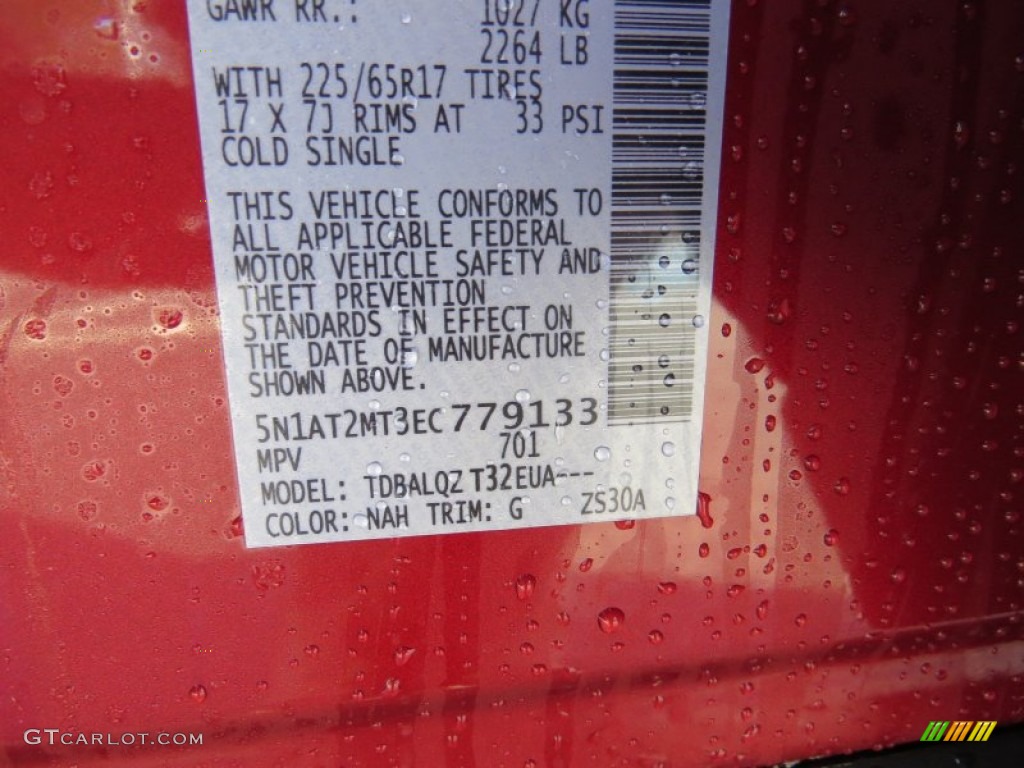 GAWR RR.: 1027 KG
2264 LB
WITH 225/65R17 TIRES
17 X 7J RIMS AT 33 PSI
COLD SINGLE
THIS VEHICLE CONFORMS TO
ALL APPLICABLE FEDERAL
MOTOR VEHICLE SAFETY AND
THEFT PREVENTION
STANDARDS IN EFFECT ON
THE DATE OF MANUFACTURE
SHOWN ABOVE.
5N1AT2MT3EC779133
MPV 701
MODEL: TDBALQZ T32EUA---
COLOR: NAH TRIM: G ZS30A
GTCARLOT.COM